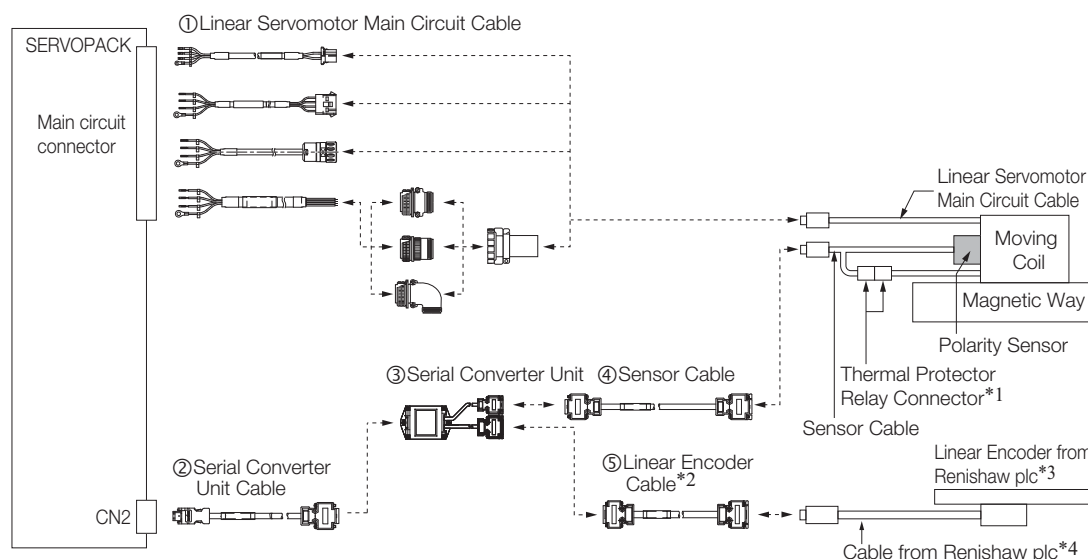 ①Linear Servomotor Main Circuit Cable
SERVOPACK
Main circuit
connector
Linear Servomotor
Main Circuit Cable
Moving
Coil
Magnetic Way
Polarity Sensor
Thermal Protector
Relay Connector*1
Sensor Cable
③Serial Converter Unit
④Sensor Cable
②Serial Converter
Unit Cable
⑤Linear Encoder
Cable*2
Linear Encoder from
Renishaw plc*3
CN2
Cable from Renishaw plc*4